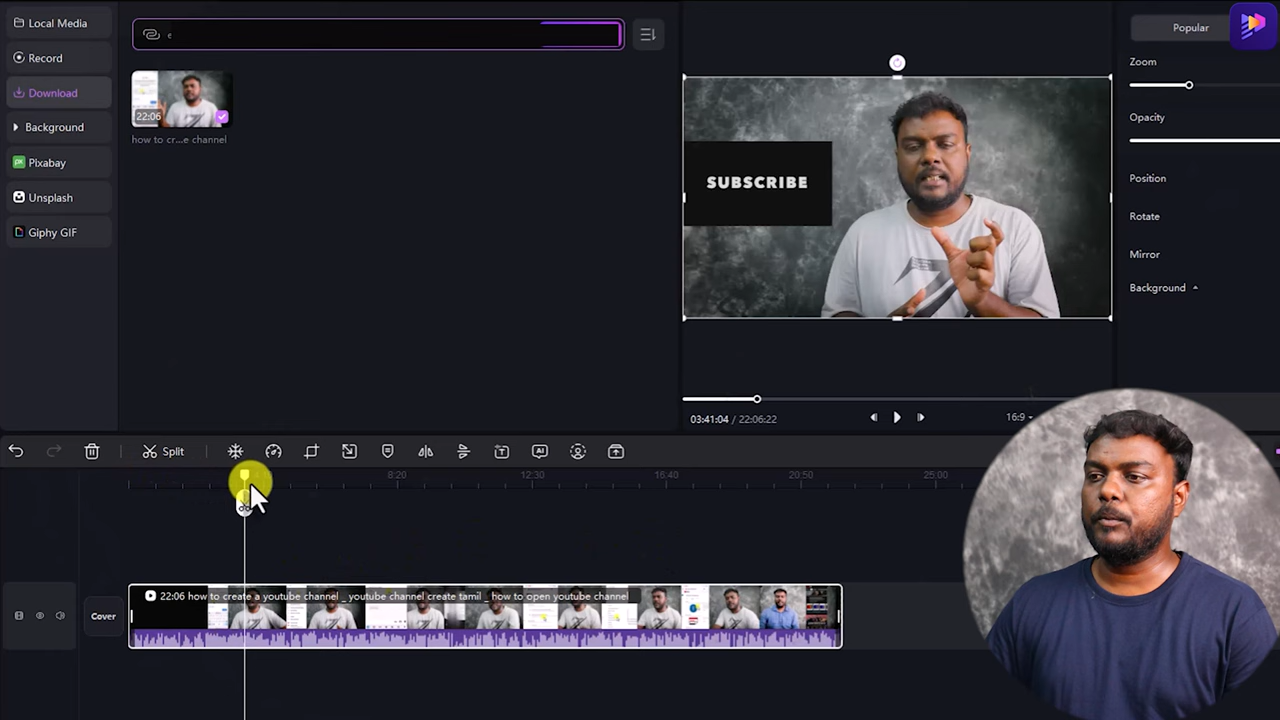 Local Media
Record
Download
Background
Pixabay
Unsplash
Giphy GIF
e
22:06
how to cr...e channel
SUBSCRIBE
03:41:04 / 22:06:22
16:9
Popular
Zoom
Opacity
Position
Rotate
Mirror
Background
Split
8:20
12:30
16:40
20:50
25:00
Cover
22:06 how to create a youtube channel _ youtube channel create tamil _ how to open youtube channel